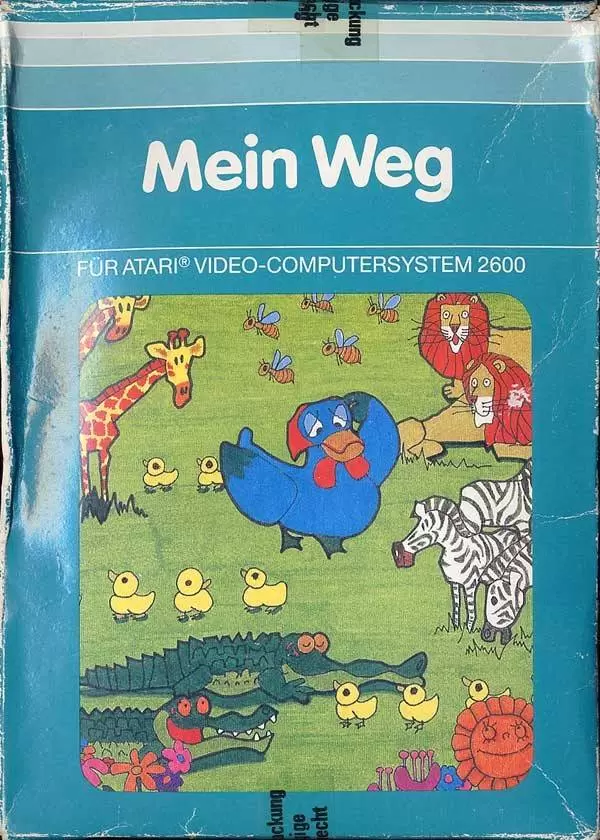 Mein Weg
FÜR ATARI® VIDEO-COMPUTERSYSTEM 2600